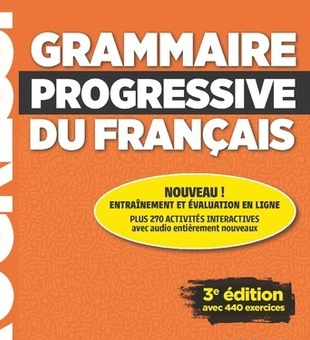 GRAMMAIRE
PROGRESSIVE
DU FRANÇAIS
NOUVEAU !
ENTRAÎNEMENT ET ÉVALUATION EN LIGNE
PLUS 270 ACTIVITÉS INTERACTIVES
avec audio entièrement nouveaux
3e édition
avec 440 exercices